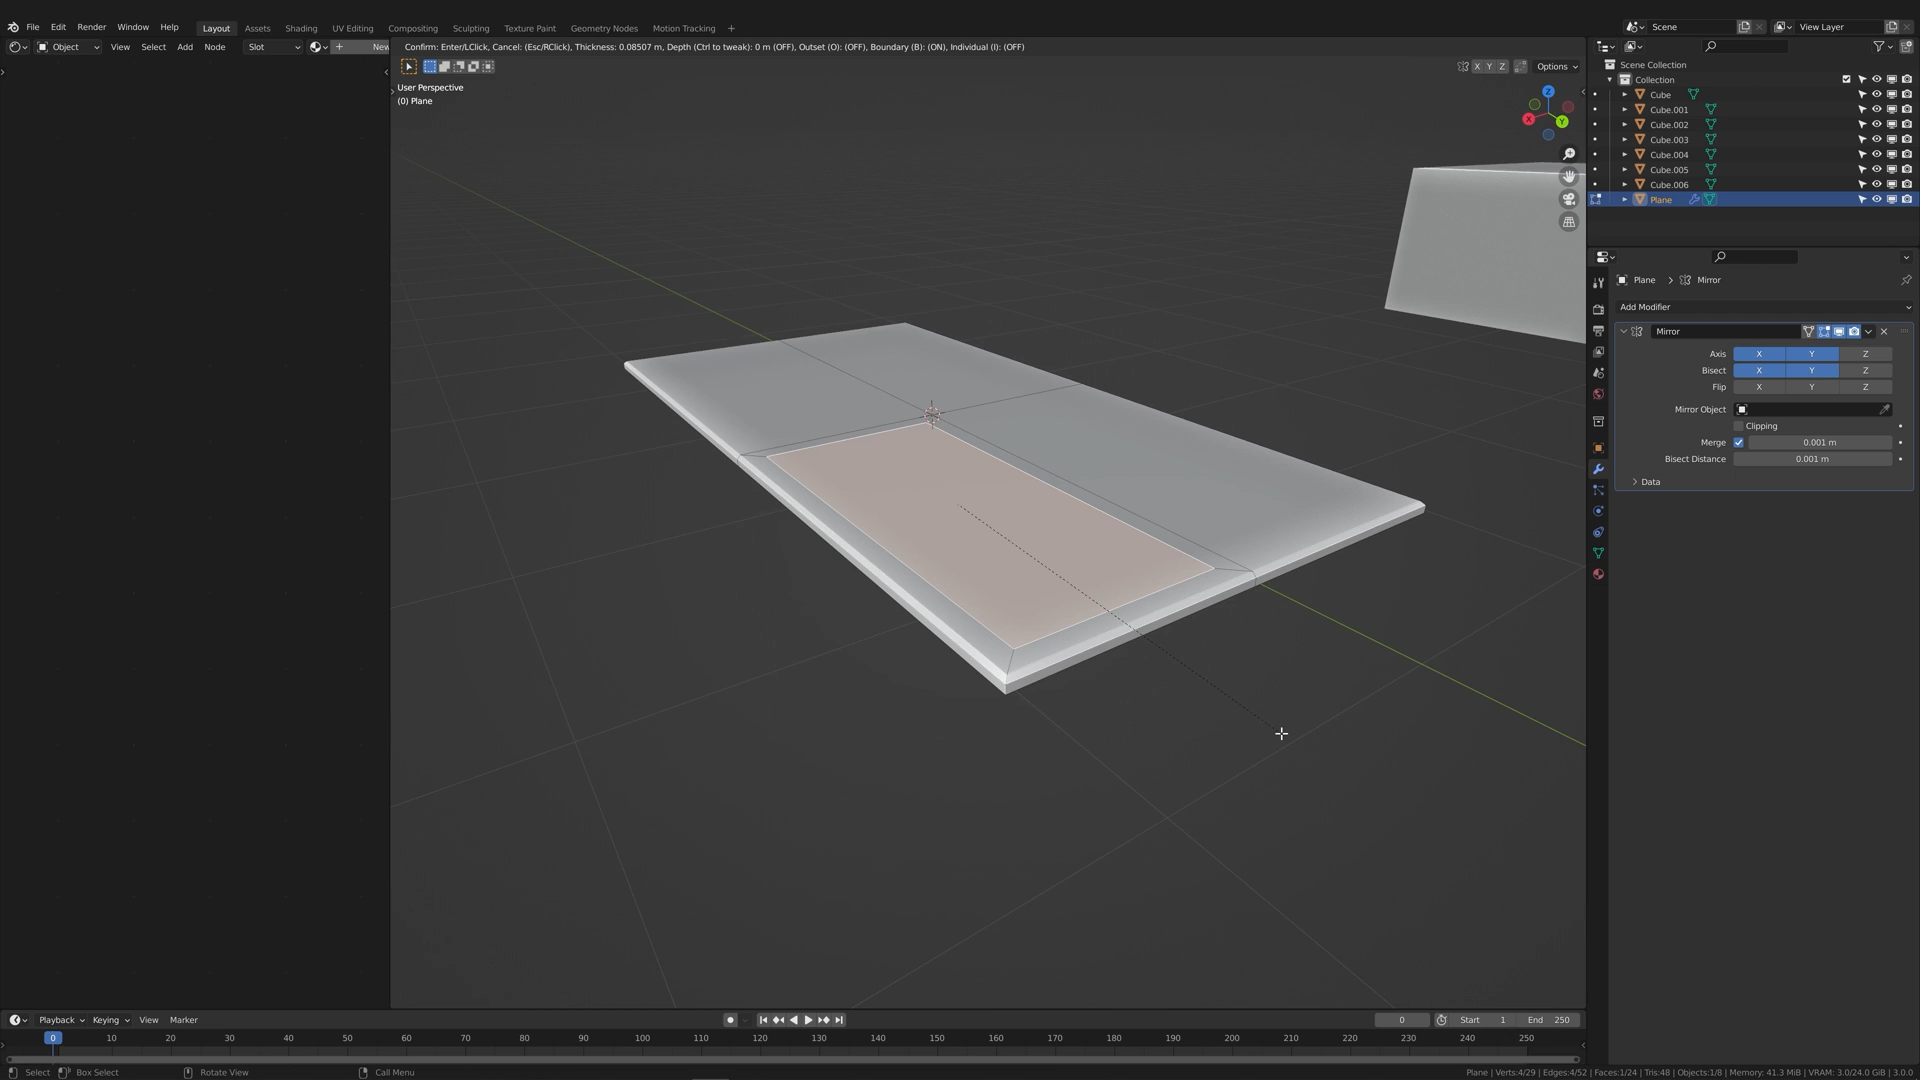 File Edit Render Window Help Layout Assets Shading UV Editing Compositing Sculpting Texture Paint Geometry Nodes Motion Tracking + Scene View Layer
Object View Select Add Node Slot New
Confirm: Enter/LClick, Cancel: (Esc/RClick), Thickness: 0.08507 m, Depth (Ctrl to tweak): 0 m (OFF), Outset (O): (OFF), Boundary (B): (ON), Individual (I): (OFF)
X Y Z Options
User Perspective
(0) Plane
Z
X
Y
Scene Collection
Collection
Cube
Cube.001
Cube.002
Cube.003
Cube.004
Cube.005
Cube.006
Plane
Plane > Mirror
Add Modifier
Mirror
Axis X Y Z
Bisect X Y Z
Flip X Y Z
Mirror Object
Clipping
Merge 0.001 m
Bisect Distance 0.001 m
Data
Playback Keying View Marker 0 Start 1 End 250
0 10 20 30 40 50 60 70 80 90 100 110 120 130 140 150 160 170 180 190 200 210 220 230 240 250
Select Box Select Rotate View Call Menu Plane | Verts:4/29 | Edges:4/52 | Faces:1/24 | Tris:48 | Objects:1/8 | Memory: 41.3 MiB | VRAM: 3.0/24.0 GiB | 3.0.0